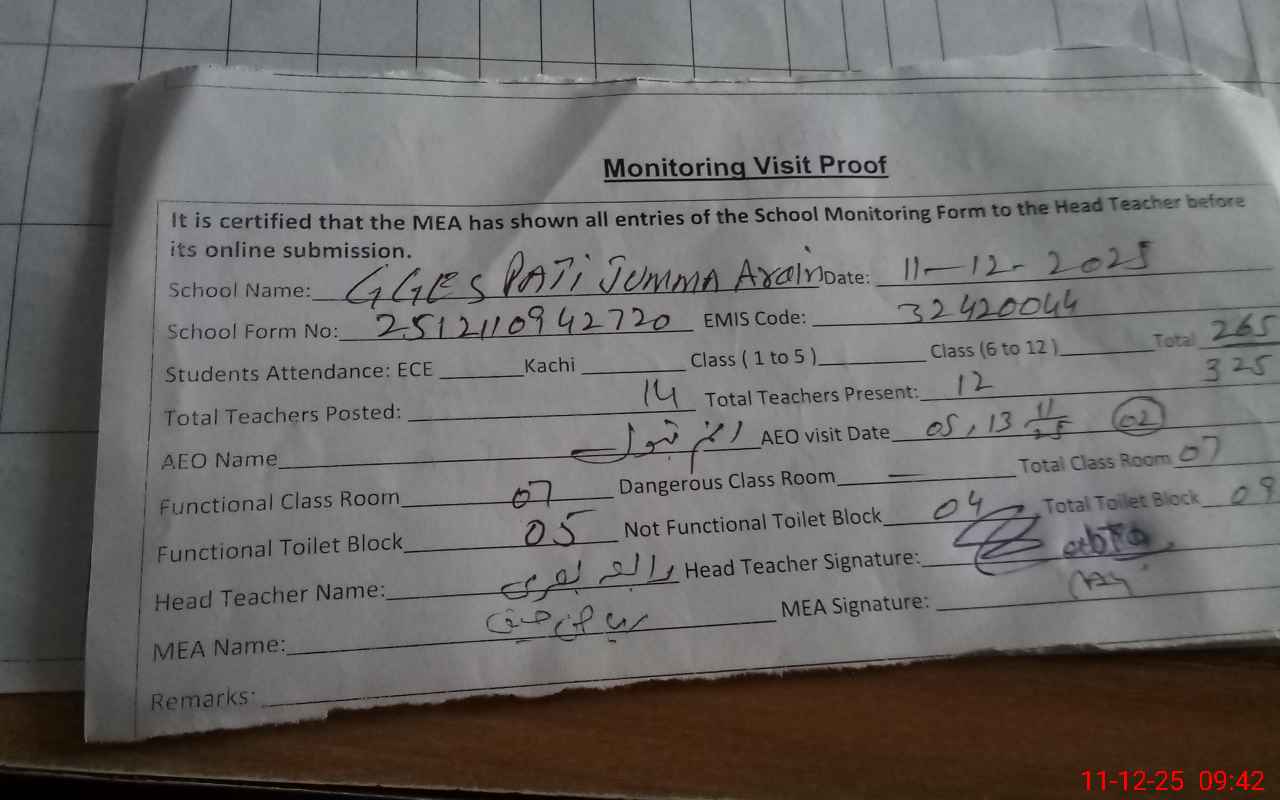 Monitoring Visit Proof
It is certified that the MEA has shown all entries of the School Monitoring Form to the Head Teacher before
its online submission.
School Name: GGES PATi JUMMA Arain Date: 11-12-2025
School Form No: 2512110942720 EMIS Code: 32420044
Students Attendance: ECE Kachi Class ( 1 to 5 ) Class (6 to 12 ) Total 265
325
Total Teachers Posted: 14 Total Teachers Present: 12
AEO Name AEO visit Date 05, 13 11/25 02
Functional Class Room 07 Dangerous Class Room — Total Class Room 07
Functional Toilet Block 05 Not Functional Toilet Block 04 Total Toilet Block 09
Head Teacher Name: Head Teacher Signature:
MEA Name: MEA Signature:
Remarks:
11-12-25 09:42